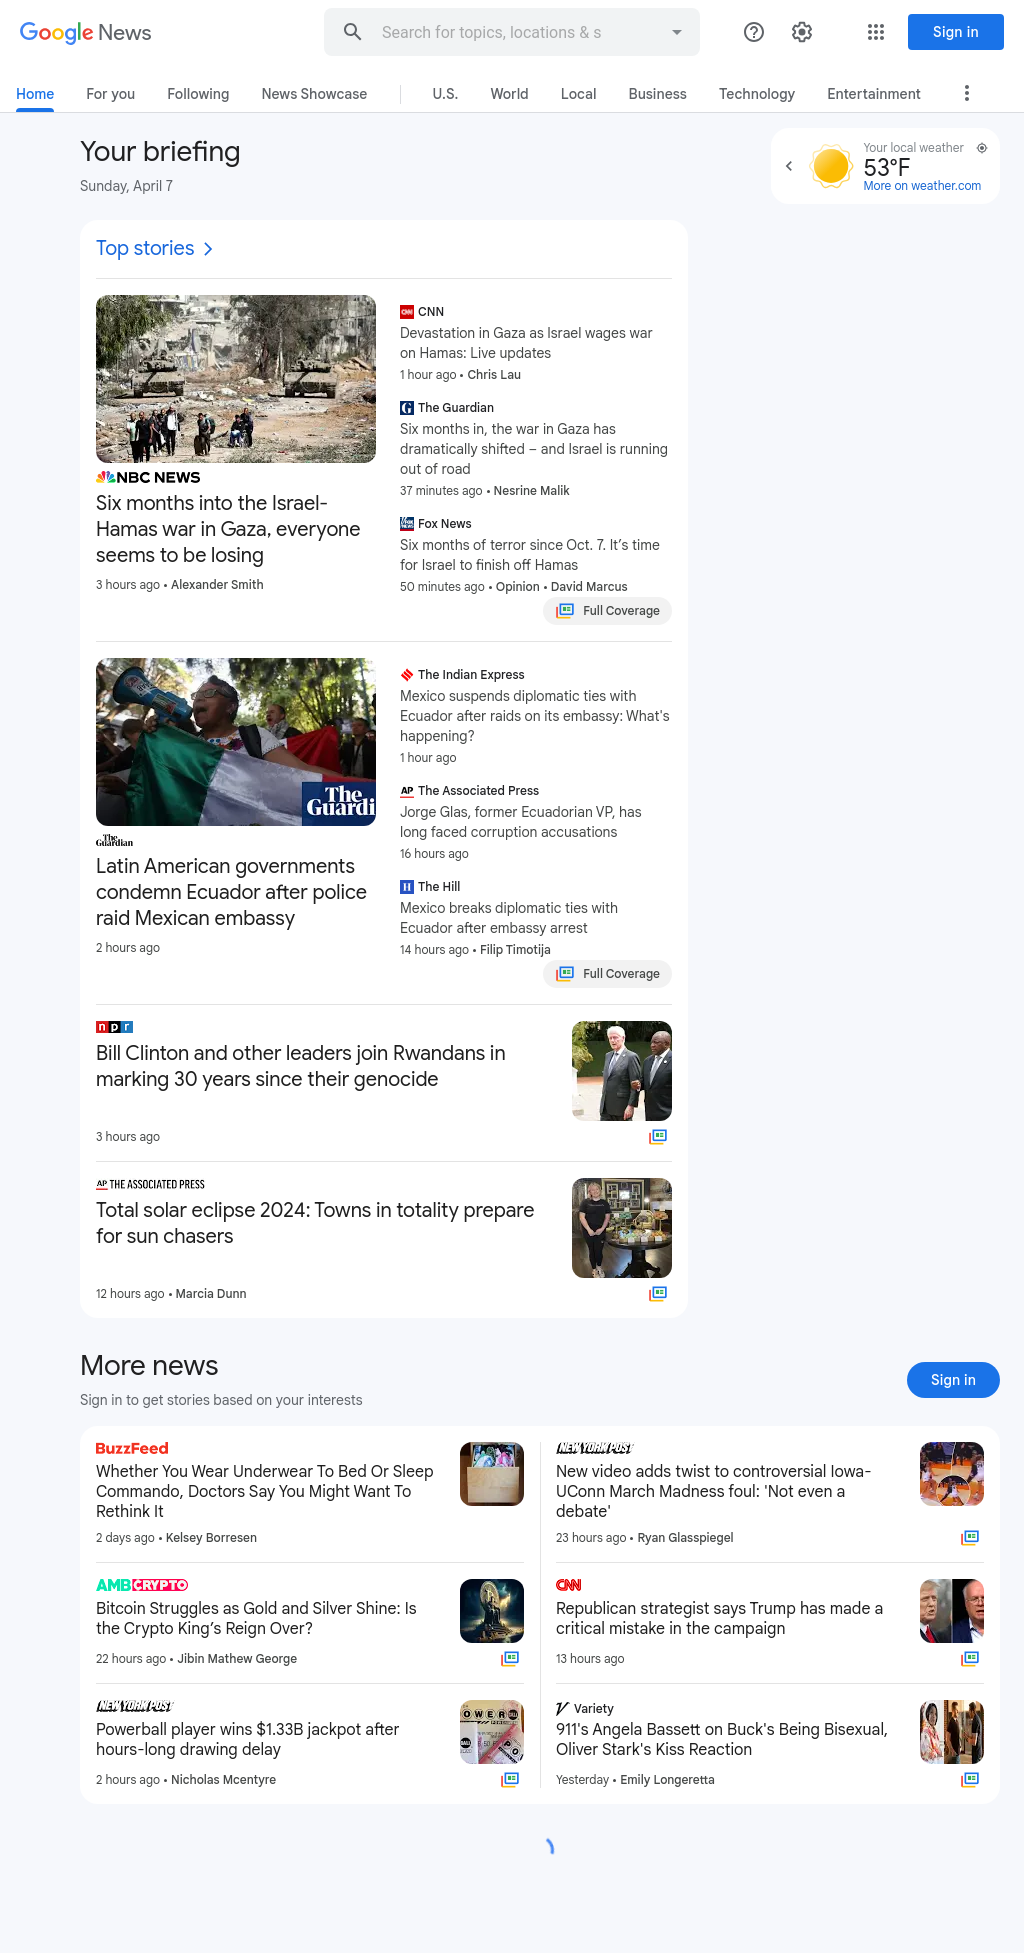 Google News
Search for topics, locations & s
Sign in
Home
For you
Following
News Showcase
U.S.
World
Local
Business
Technology
Entertainment
Your briefing
Sunday, April 7
Your local weather
53°F
More on weather.com
Top stories
NBC NEWS
Six months into the Israel-
Hamas war in Gaza, everyone
seems to be losing
3 hours ago • Alexander Smith
CNN
Devastation in Gaza as Israel wages war
on Hamas: Live updates
1 hour ago • Chris Lau
The Guardian
Six months in, the war in Gaza has
dramatically shifted – and Israel is running
out of road
37 minutes ago • Nesrine Malik
Fox News
Six months of terror since Oct. 7. It’s time
for Israel to finish off Hamas
50 minutes ago • Opinion • David Marcus
Full Coverage
The
Guardi
The
Guardian
Latin American governments
condemn Ecuador after police
raid Mexican embassy
2 hours ago
The Indian Express
Mexico suspends diplomatic ties with
Ecuador after raids on its embassy: What's
happening?
1 hour ago
AP The Associated Press
Jorge Glas, former Ecuadorian VP, has
long faced corruption accusations
16 hours ago
H The Hill
Mexico breaks diplomatic ties with
Ecuador after embassy arrest
14 hours ago • Filip Timotija
Full Coverage
npr
Bill Clinton and other leaders join Rwandans in
marking 30 years since their genocide
3 hours ago
AP THE ASSOCIATED PRESS
Total solar eclipse 2024: Towns in totality prepare
for sun chasers
12 hours ago • Marcia Dunn
More news
Sign in to get stories based on your interests
Sign in
BuzzFeed
Whether You Wear Underwear To Bed Or Sleep
Commando, Doctors Say You Might Want To
Rethink It
2 days ago • Kelsey Borresen
NEW YORK POST
New video adds twist to controversial Iowa-
UConn March Madness foul: 'Not even a
debate'
23 hours ago • Ryan Glasspiegel
AMBCRYPTO
Bitcoin Struggles as Gold and Silver Shine: Is
the Crypto King’s Reign Over?
22 hours ago • Jibin Mathew George
CNN
Republican strategist says Trump has made a
critical mistake in the campaign
13 hours ago
NEW YORK POST
Powerball player wins $1.33B jackpot after
hours-long drawing delay
2 hours ago • Nicholas Mcentyre
Variety
911's Angela Bassett on Buck's Being Bisexual,
Oliver Stark's Kiss Reaction
Yesterday • Emily Longeretta